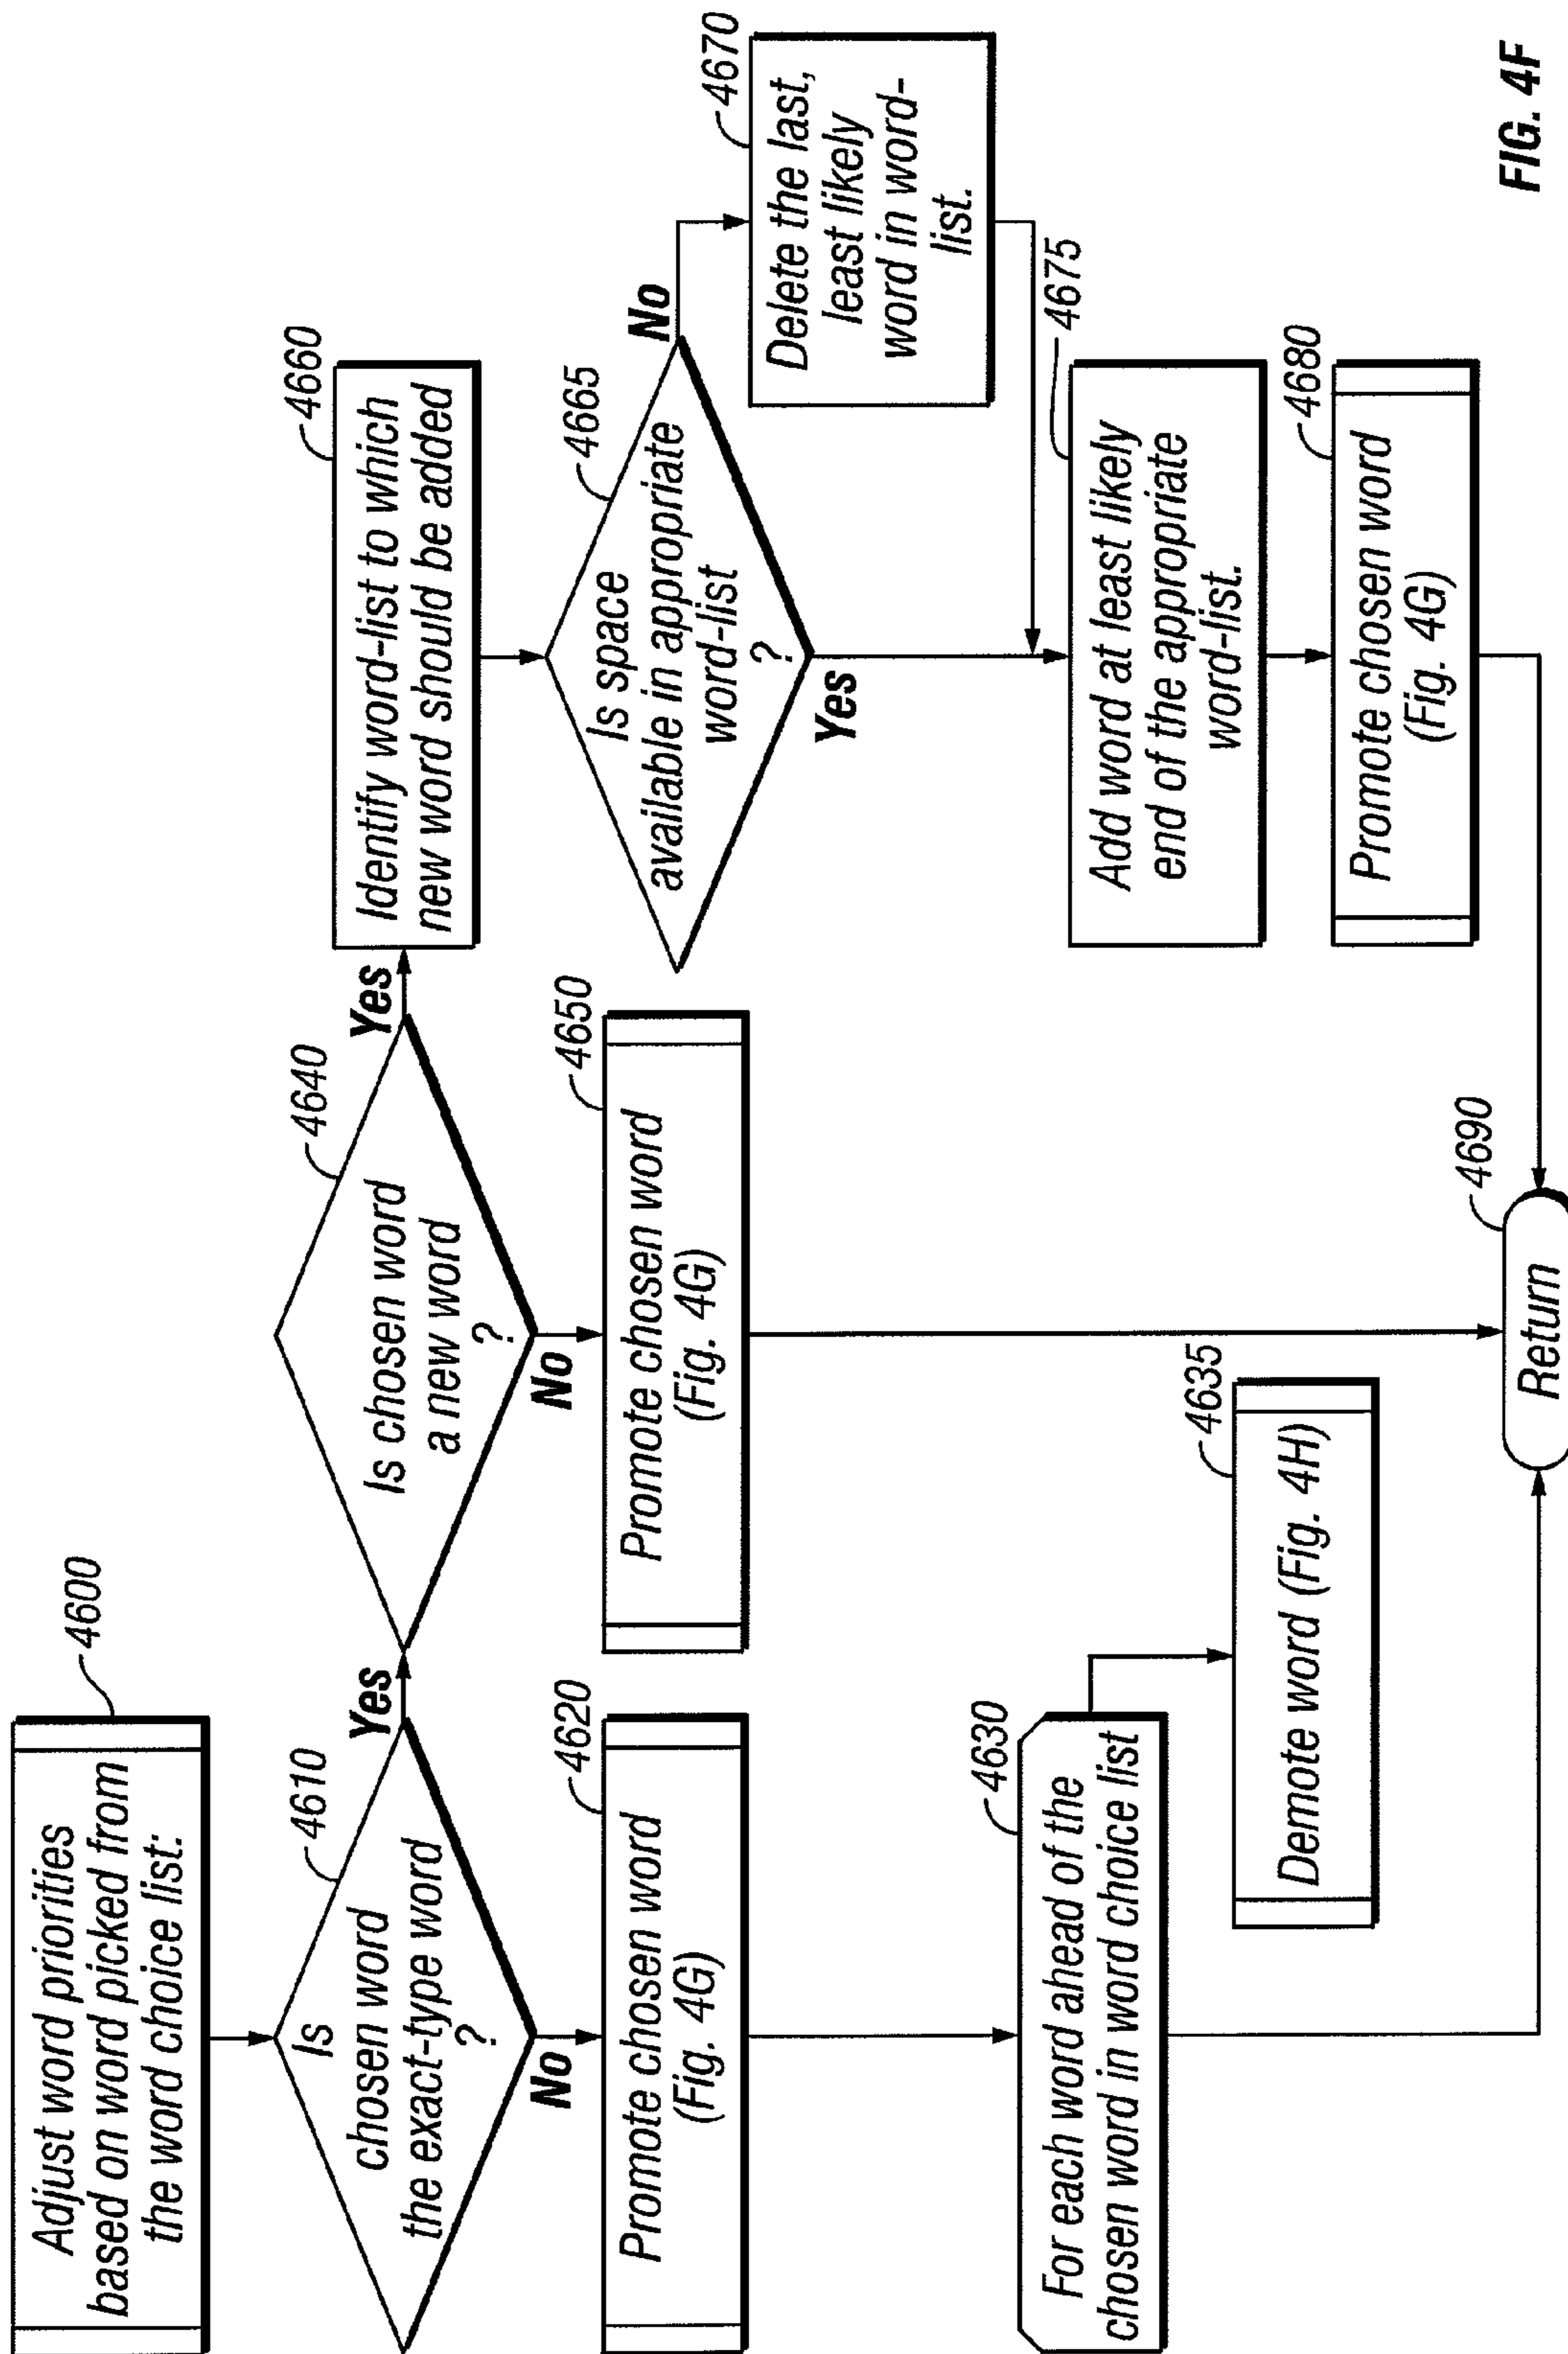 4600
Adjust word priorities
based on word picked from
the word choice list:
4610
Is
chosen word
the exact-type word
?
Yes
No
4620
Promote chosen word
(Fig. 4G)
4630
For each word ahead of the
chosen word in word choice list
4635
Demote word (Fig. 4H)
4640
Is chosen word
a new word
?
Yes
No
4650
Promote chosen word
(Fig. 4G)
4660
Identify word-list to which
new word should be added
4665
Is space
available in appropriate
word-list
?
No
Yes
4670
Delete the last,
least likely
word in word-
list.
4675
Add word at least likely
end of the appropriate
word-list.
4680
Promote chosen word
(Fig. 4G)
4690
Return
FIG. 4F